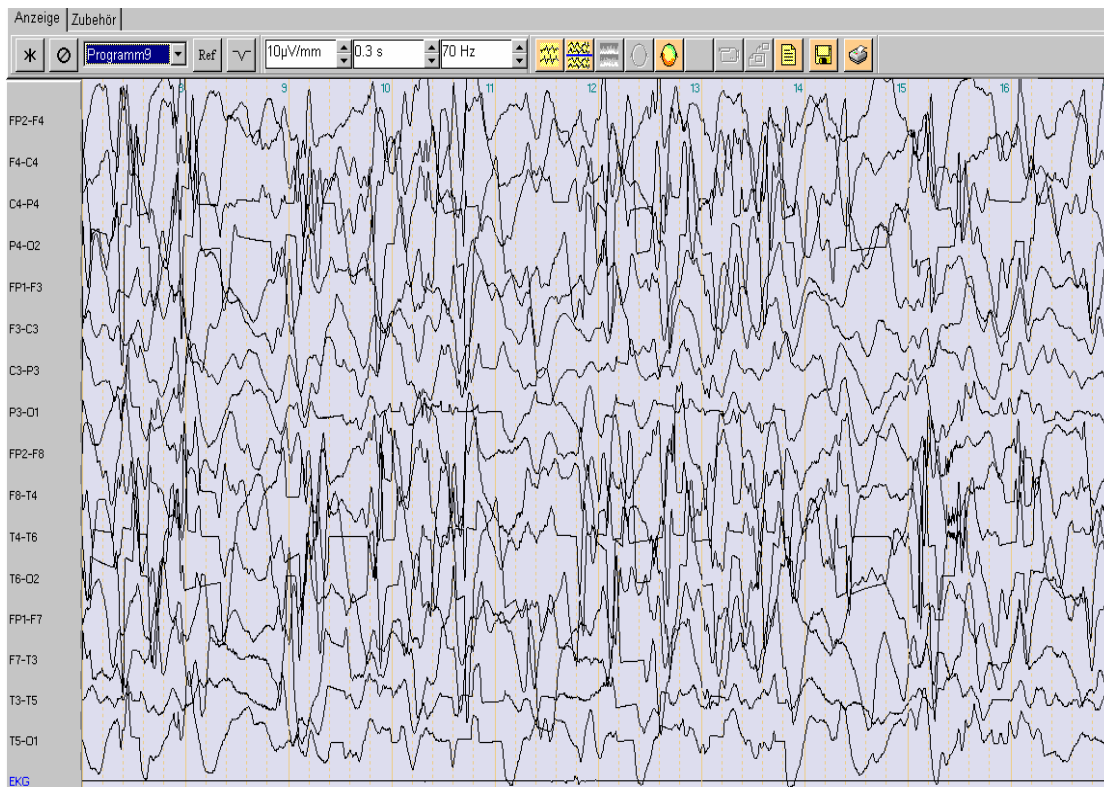 Anzeige Zubehör
Programm9 Ref 10µV/mm 0.3 s 70 Hz
8 9 10 11 12 13 14 15 16
FP2-F4
F4-C4
C4-P4
P4-O2
FP1-F3
F3-C3
C3-P3
P3-O1
FP2-F8
F8-T4
T4-T6
T6-O2
FP1-F7
F7-T3
T3-T5
T5-O1
EKG